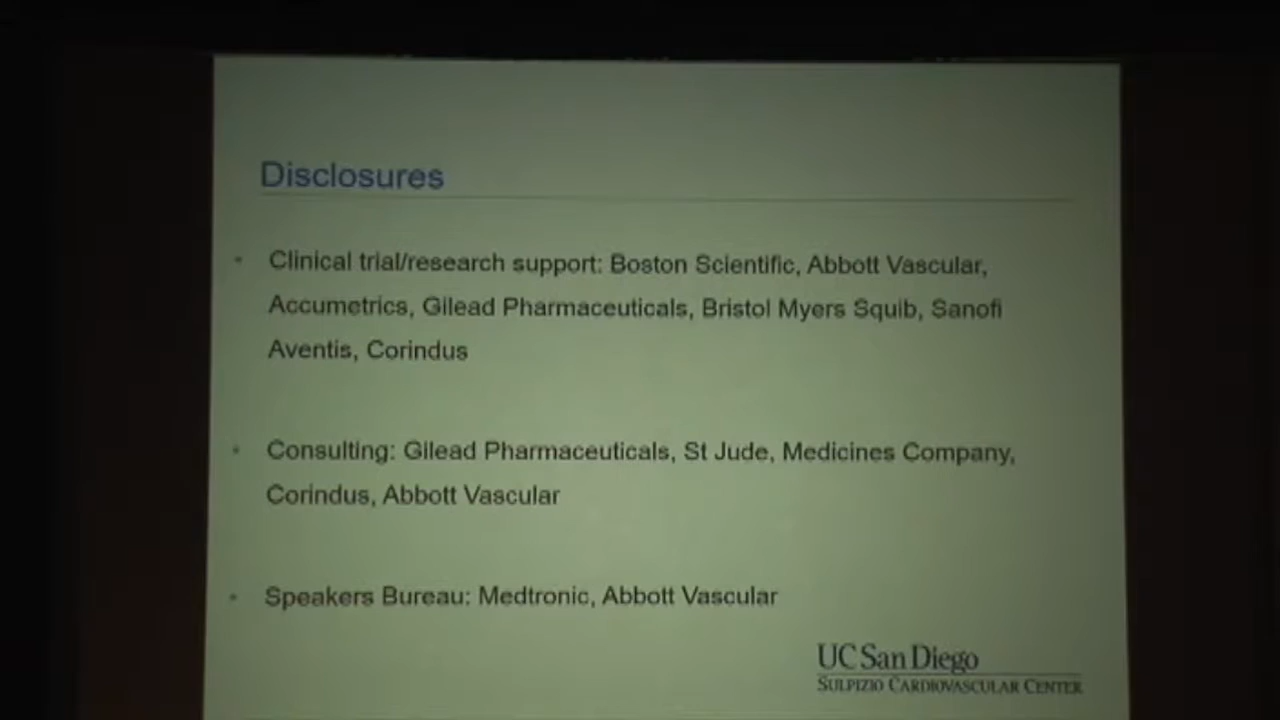 Disclosures
• Clinical trial/research support: Boston Scientific, Abbott Vascular,
Accumetrics, Gilead Pharmaceuticals, Bristol Myers Squib, Sanofi
Aventis, Corindus
• Consulting: Gilead Pharmaceuticals, St Jude, Medicines Company,
Corindus, Abbott Vascular
• Speakers Bureau: Medtronic, Abbott Vascular
UC San Diego
SULPIZIO CARDIOVASCULAR CENTER